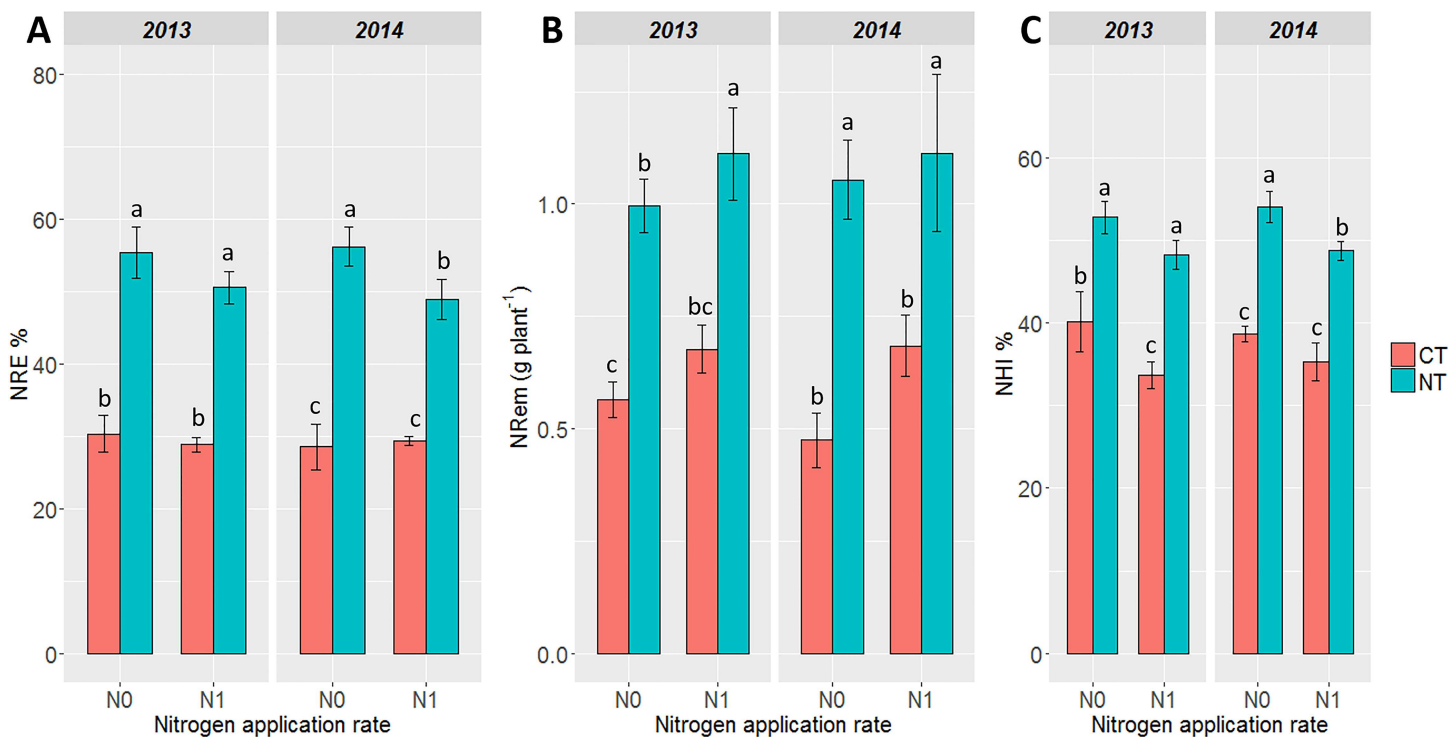 A
2013
2014
NRE %
80
60
40
20
0
a
a
a
b
b
b
c
c
N0
N1
N0
N1
Nitrogen application rate
B
2013
2014
NRem (g plant⁻¹)
1.0
0.5
0.0
b
a
a
a
c
bc
b
b
N0
N1
N0
N1
Nitrogen application rate
C
2013
2014
NHI %
60
40
20
0
a
a
a
b
b
c
c
c
N0
N1
N0
N1
Nitrogen application rate
CT
NT